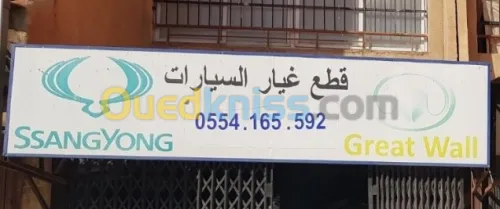 قطع غيار السيارات
Ouedkniss.com
0554.165.592
SSANGYONG
Great Wall